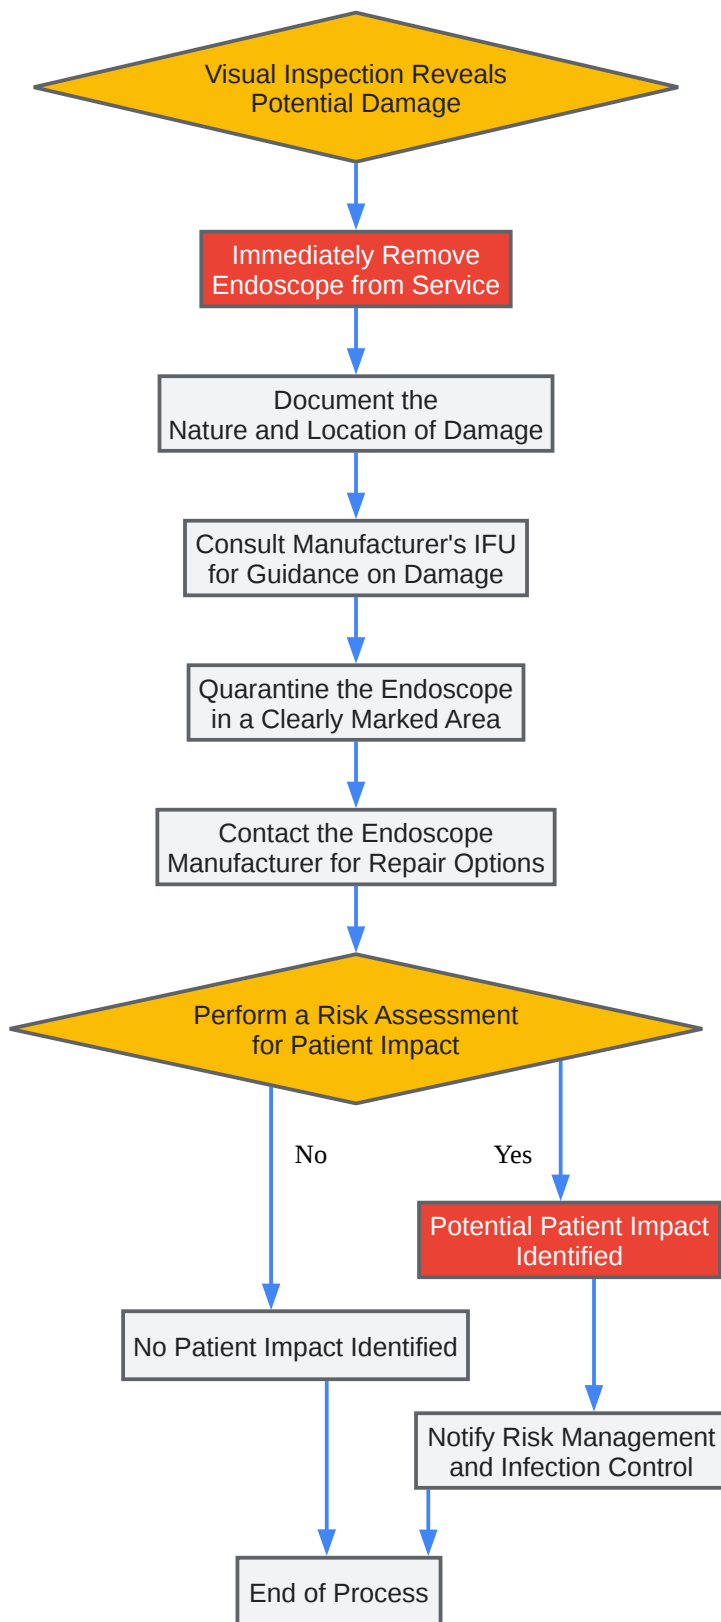 Visual Inspection Reveals
Potential Damage
Immediately Remove
Endoscope from Service
Document the
Nature and Location of Damage
Consult Manufacturer's IFU
for Guidance on Damage
Quarantine the Endoscope
in a Clearly Marked Area
Contact the Endoscope
Manufacturer for Repair Options
Perform a Risk Assessment
for Patient Impact
No
Yes
Potential Patient Impact
Identified
No Patient Impact Identified
Notify Risk Management
and Infection Control
End of Process